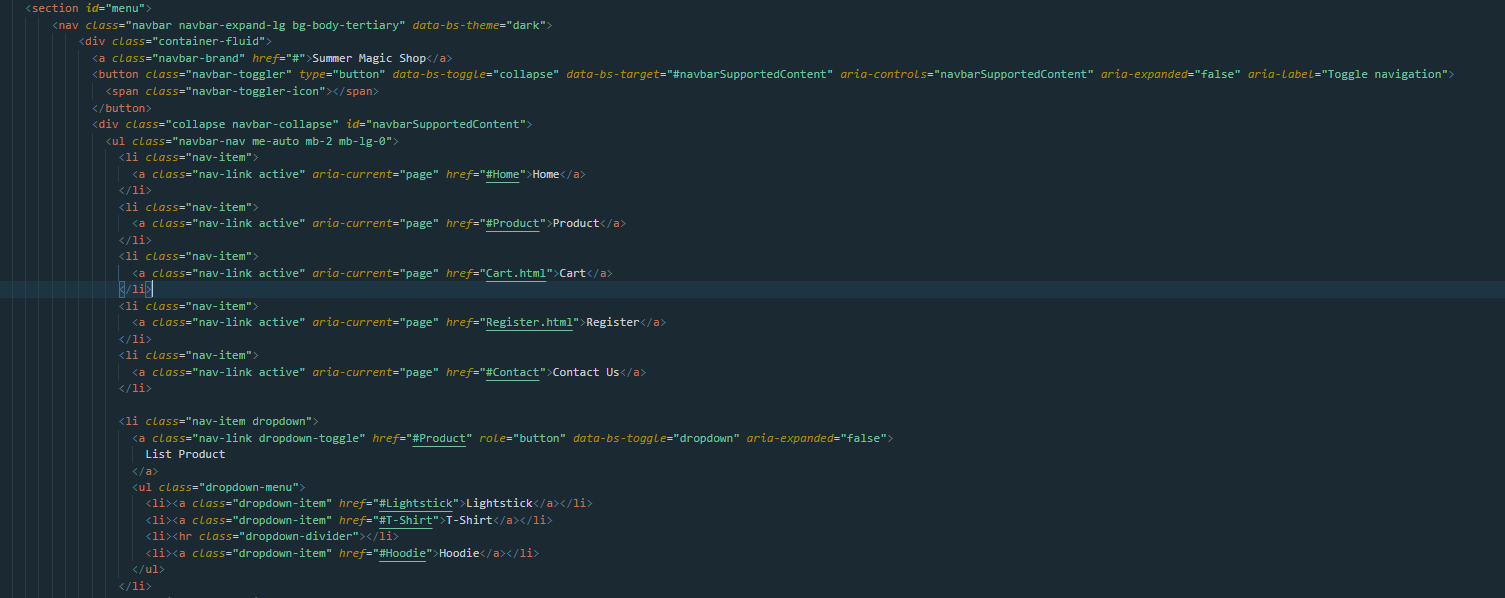 <section id="menu">
<nav class="navbar navbar-expand-lg bg-body-tertiary" data-bs-theme="dark">
<div class="container-fluid">
<a class="navbar-brand" href="#">Summer Magic Shop</a>
<button class="navbar-toggler" type="button" data-bs-toggle="collapse" data-bs-target="#navbarSupportedContent" aria-controls="navbarSupportedContent" aria-expanded="false" aria-label="Toggle navigation">
<span class="navbar-toggler-icon"></span>
</button>
<div class="collapse navbar-collapse" id="navbarSupportedContent">
<ul class="navbar-nav me-auto mb-2 mb-lg-0">
<li class="nav-item">
<a class="nav-link active" aria-current="page" href="#Home">Home</a>
</li>
<li class="nav-item">
<a class="nav-link active" aria-current="page" href="#Product">Product</a>
</li>
<li class="nav-item">
<a class="nav-link active" aria-current="page" href="Cart.html">Cart</a>
</li>
<li class="nav-item">
<a class="nav-link active" aria-current="page" href="Register.html">Register</a>
</li>
<li class="nav-item">
<a class="nav-link active" aria-current="page" href="#Contact">Contact Us</a>
</li>
<li class="nav-item dropdown">
<a class="nav-link dropdown-toggle" href="#Product" role="button" data-bs-toggle="dropdown" aria-expanded="false">
List Product
</a>
<ul class="dropdown-menu">
<li><a class="dropdown-item" href="#Lightstick">Lightstick</a></li>
<li><a class="dropdown-item" href="#T-Shirt">T-Shirt</a></li>
<li><hr class="dropdown-divider"></li>
<li><a class="dropdown-item" href="#Hoodie">Hoodie</a></li>
</ul>
</li>